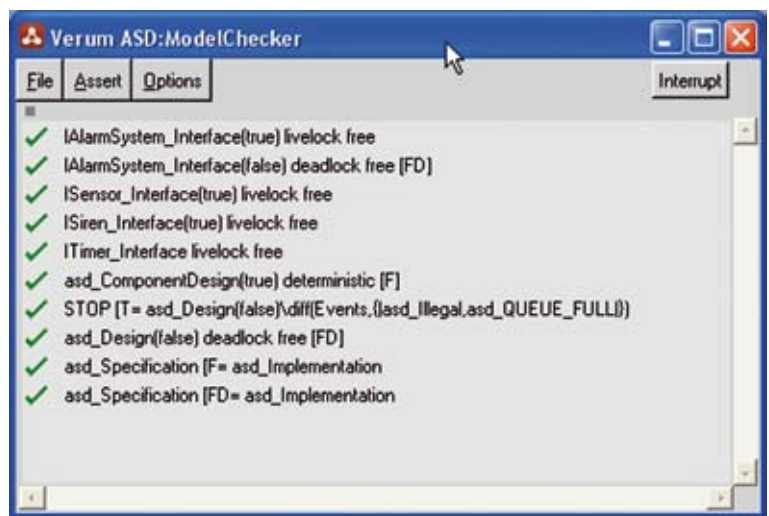 Verum ASD:ModelChecker
File Assert Options Interrupt
IAlarmSystem_Interface(true) livelock free
IAlarmSystem_Interface(false) deadlock free [FD]
ISensor_Interface(true) livelock free
ISiren_Interface(true) livelock free
ITimer_Interface livelock free
asd_ComponentDesign(true) deterministic [F]
STOP [T= asd_Design(false)\diff(Events,{|asd_Illegal,asd_QUEUE_FULL|})
asd_Design(false) deadlock free [FD]
asd_Specification [F= asd_Implementation
asd_Specification [FD= asd_Implementation